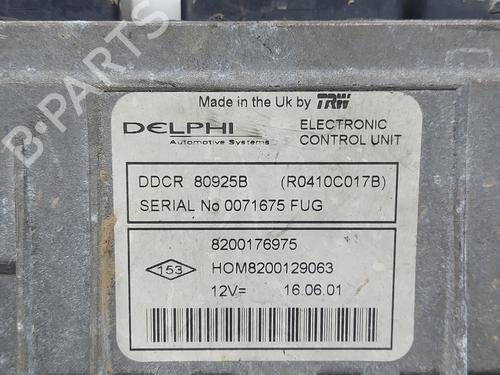 Made in the Uk by TRW
DELPHI
Automotive Systems
ELECTRONIC
CONTROL UNIT
DDCR 80925B (R0410C017B)
SERIAL No 0071675 FUG
8200176975
153 HOM8200129063
12V= 16.06.01
B-PARTS